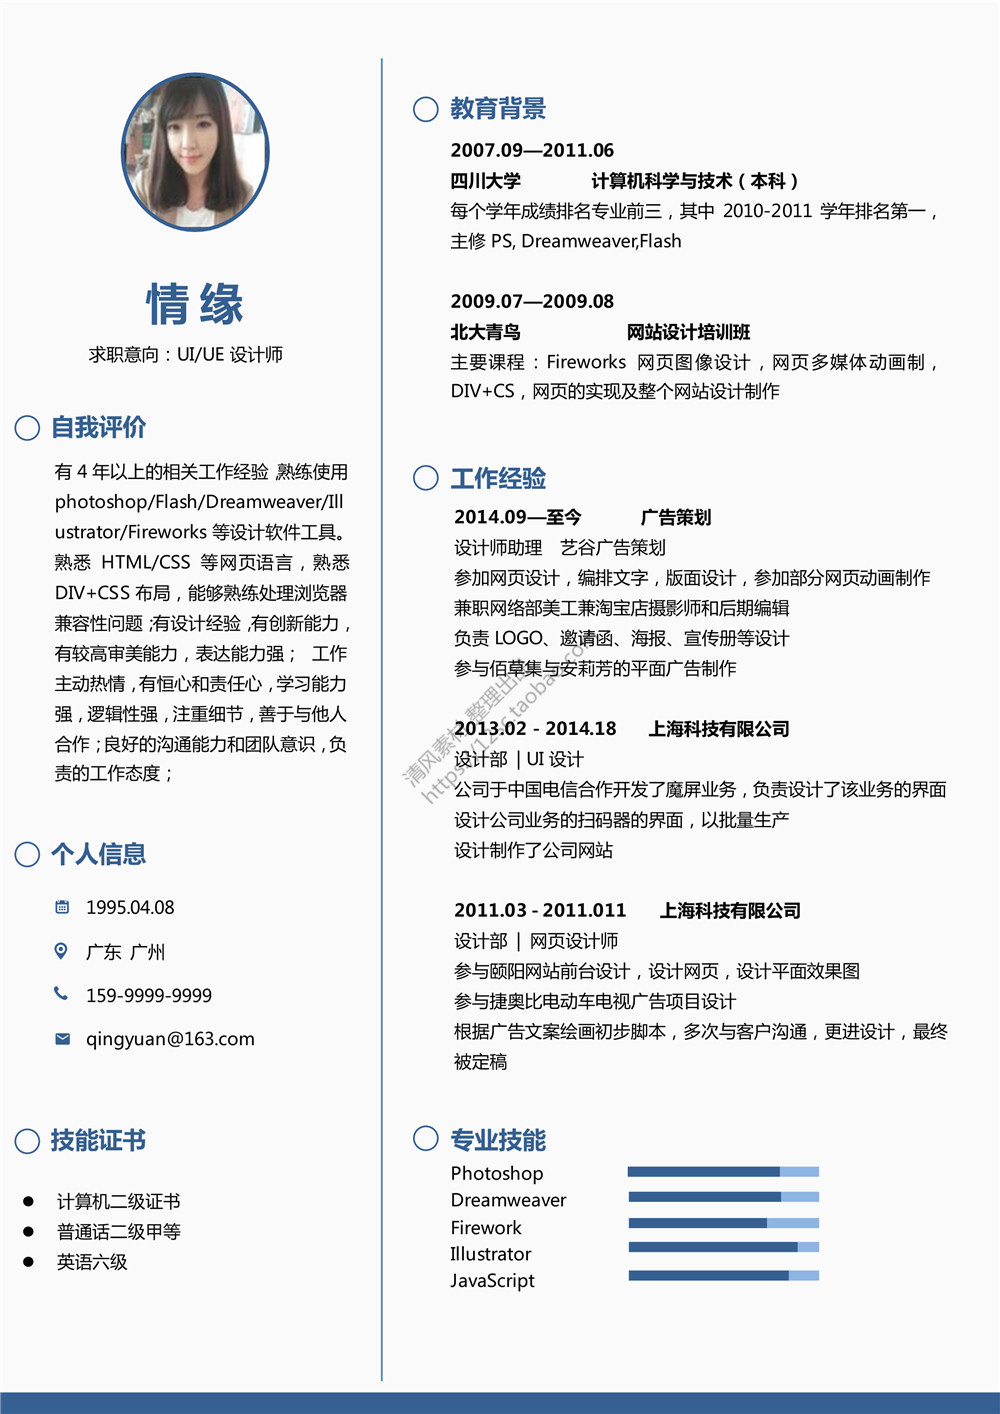 情缘
求职意向：UI/UE 设计师
自我评价
有 4 年以上的相关工作经验 ,熟练使用
photoshop/Flash/Dreamweaver/Ill
ustrator/Fireworks 等设计软件工具。
熟悉 HTML/CSS 等网页语言，熟悉
DIV+CSS 布局，能够熟练处理浏览器
兼容性问题 ;有设计经验 ,有创新能力，
有较高审美能力，表达能力强； 工作
主动热情，有恒心和责任心，学习能力
强，逻辑性强，注重细节，善于与他人
合作；良好的沟通能力和团队意识，负
责的工作态度；
个人信息
1995.04.08
广东 广州
159-9999-9999
qingyuan@163.com
技能证书
● 计算机二级证书
● 普通话二级甲等
● 英语六级
教育背景
2007.09—2011.06
四川大学 计算机科学与技术（本科）
每个学年成绩排名专业前三，其中 2010-2011 学年排名第一，
主修 PS, Dreamweaver,Flash
2009.07—2009.08
北大青鸟 网站设计培训班
主要课程：Fireworks 网页图像设计，网页多媒体动画制，
DIV+CS，网页的实现及整个网站设计制作
工作经验
2014.09—至今 广告策划
设计师助理 艺谷广告策划
参加网页设计，编排文字，版面设计，参加部分网页动画制作
兼职网络部美工兼淘宝店摄影师和后期编辑
负责 LOGO、邀请函、海报、宣传册等设计
参与佰草集与安莉芳的平面广告制作
2013.02 - 2014.18 上海科技有限公司
设计部 | UI 设计
公司于中国电信合作开发了魔屏业务，负责设计了该业务的界面
设计公司业务的扫码器的界面，以批量生产
设计制作了公司网站
2011.03 - 2011.011 上海科技有限公司
设计部 | 网页设计师
参与颐阳网站前台设计，设计网页，设计平面效果图
参与捷奥比电动车电视广告项目设计
根据广告文案绘画初步脚本，多次与客户沟通，更进设计，最终
被定稿
专业技能
Photoshop
Dreamweaver
Firework
Illustrator
JavaScript
清风素材 整理出